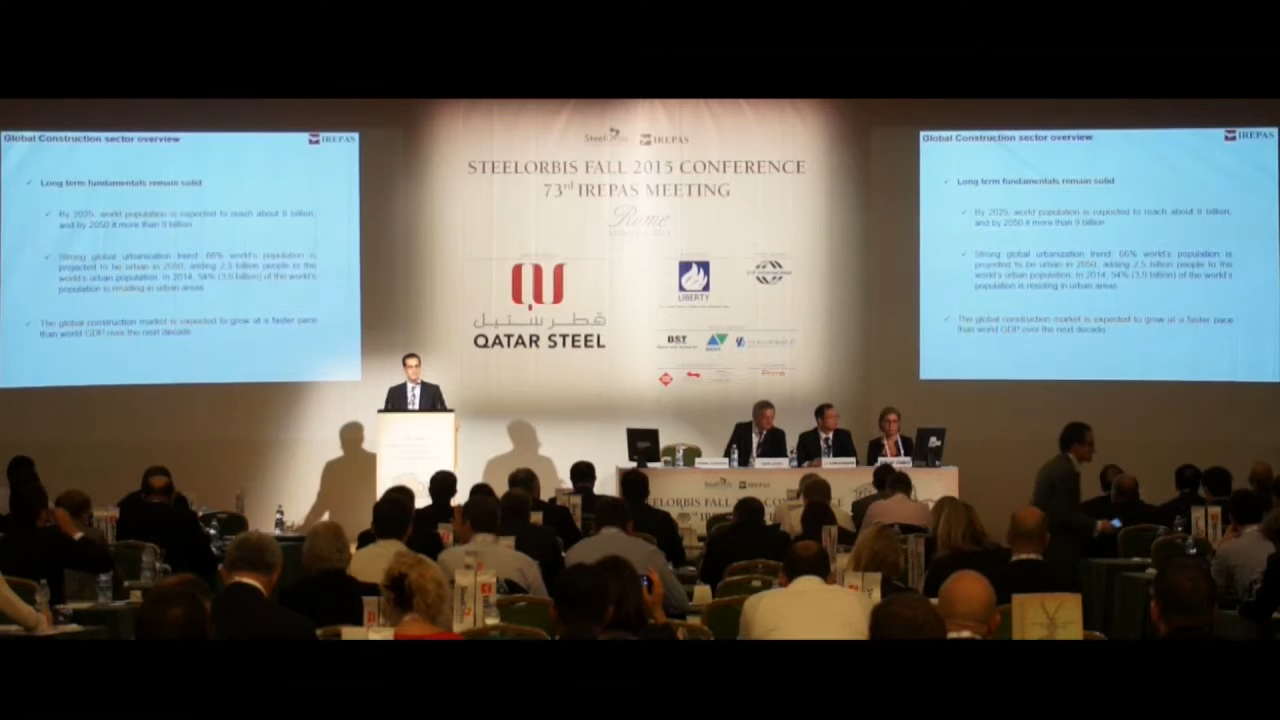 Global Construction sector overview
IREPAS
Long term fundamentals remain solid
By 2025, world population is expected to reach about 8 billion,
and by 2050 it more than 9 billion
Strong global urbanization trend: 66% world's population is
projected to be urban in 2050, adding 2.5 billion people to the
world's urban population. In 2014, 54% (3.9 billion) of the world's
population is residing in urban areas
The global construction market is expected to grow at a faster pace
than world GDP over the next decade
SteelOrbis IREPAS
STEELORBIS FALL 2015 CONFERENCE
73rd IREPAS MEETING
Rome
QU
قطر ستيل
QATAR STEEL
LIBERTY
BST
Global Construction sector overview
IREPAS
Long term fundamentals remain solid
By 2025, world population is expected to reach about 8 billion,
and by 2050 it more than 9 billion
Strong global urbanization trend: 66% world's population is
projected to be urban in 2050, adding 2.5 billion people to the
world's urban population. In 2014, 54% (3.9 billion) of the world's
population is residing in urban areas
The global construction market is expected to grow at a faster pace
than world GDP over the next decade
SteelOrbis IREPAS
STEELORBIS FALL CONFERENCE